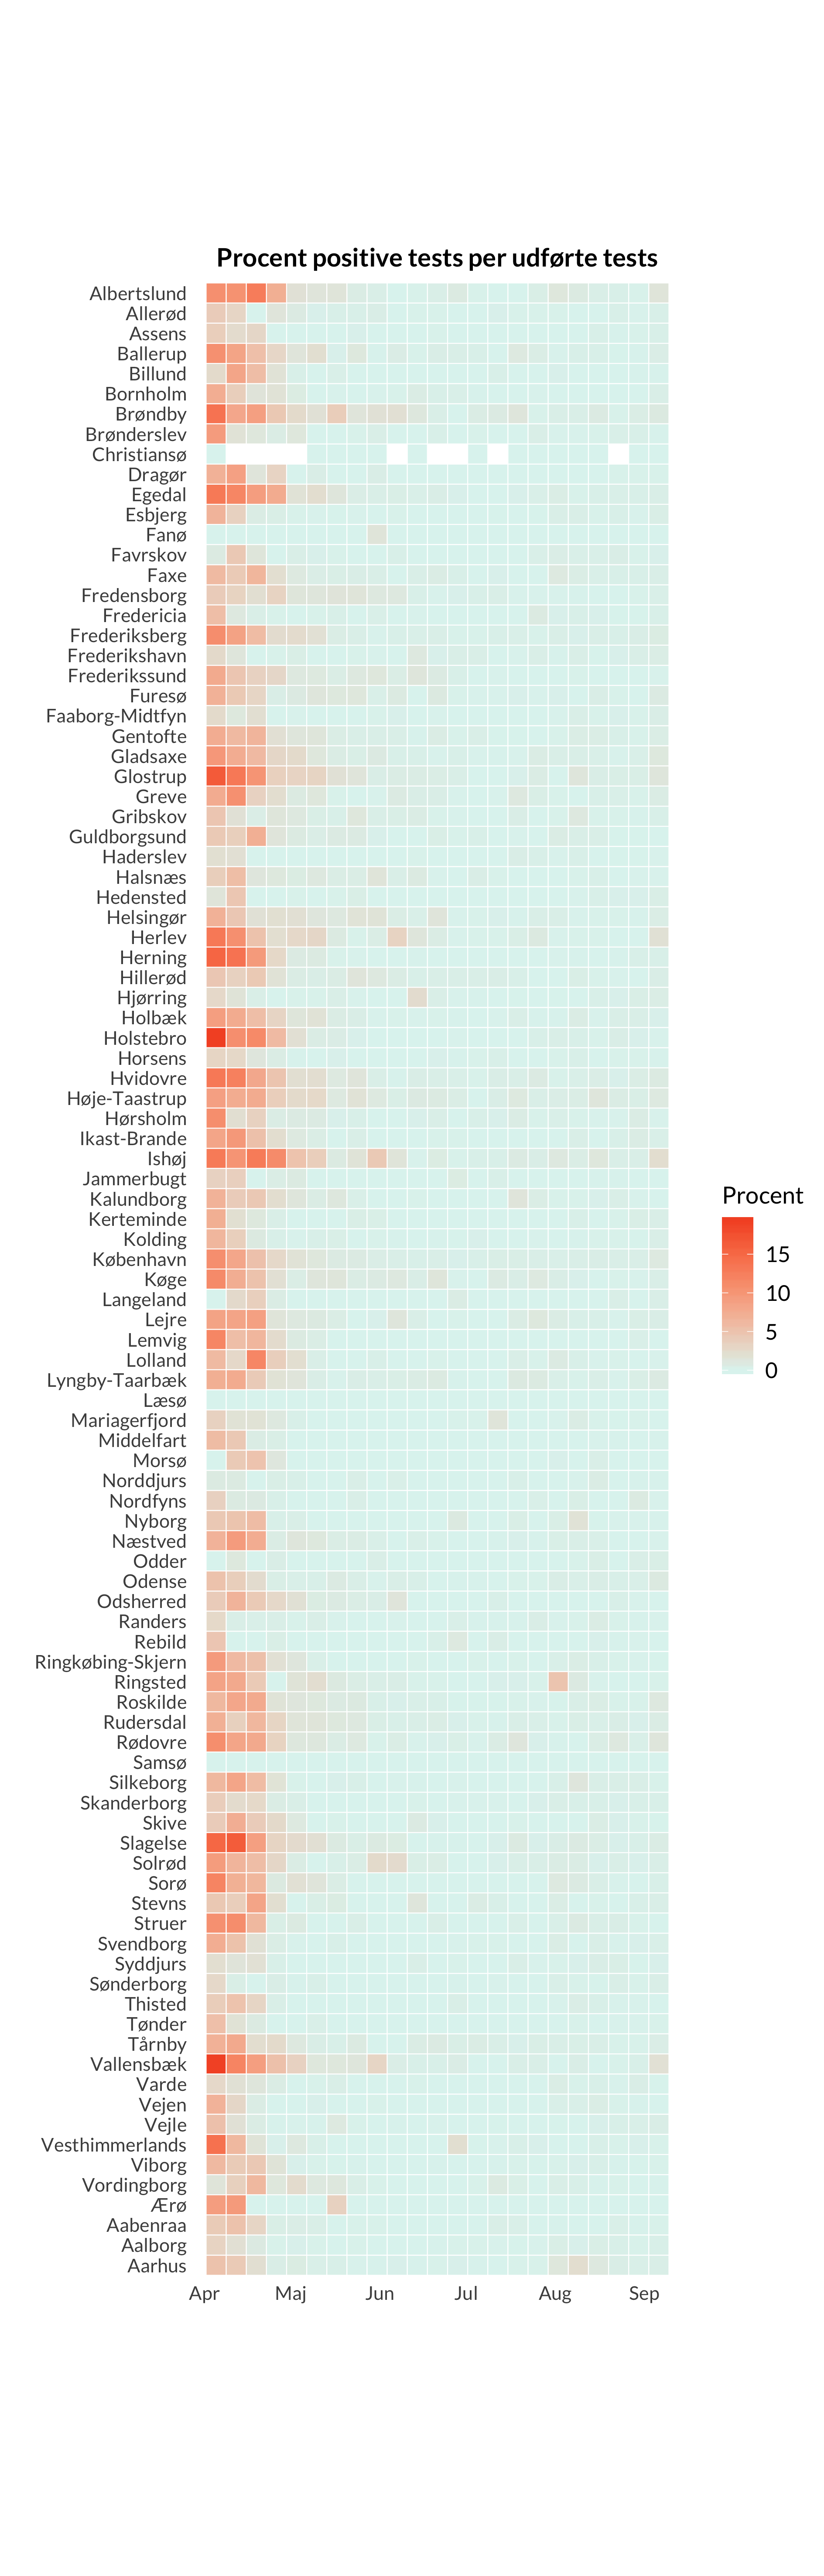 Procent positive tests per udførte tests
Albertslund
Allerød
Assens
Ballerup
Billund
Bornholm
Brøndby
Brønderslev
Christiansø
Dragør
Egedal
Esbjerg
Fanø
Favrskov
Faxe
Fredensborg
Fredericia
Frederiksberg
Frederikshavn
Frederikssund
Furesø
Faaborg-Midtfyn
Gentofte
Gladsaxe
Glostrup
Greve
Gribskov
Guldborgsund
Haderslev
Halsnæs
Hedensted
Helsingør
Herlev
Herning
Hillerød
Hjørring
Holbæk
Holstebro
Horsens
Hvidovre
Høje-Taastrup
Hørsholm
Ikast-Brande
Ishøj
Jammerbugt
Kalundborg
Kerteminde
Kolding
København
Køge
Langeland
Lejre
Lemvig
Lolland
Lyngby-Taarbæk
Læsø
Mariagerfjord
Middelfart
Morsø
Norddjurs
Nordfyns
Nyborg
Næstved
Odder
Odense
Odsherred
Randers
Rebild
Ringkøbing-Skjern
Ringsted
Roskilde
Rudersdal
Rødovre
Samsø
Silkeborg
Skanderborg
Skive
Slagelse
Solrød
Sorø
Stevns
Struer
Svendborg
Syddjurs
Sønderborg
Thisted
Tønder
Tårnby
Vallensbæk
Varde
Vejen
Vejle
Vesthimmerlands
Viborg
Vordingborg
Ærø
Aabenraa
Aalborg
Aarhus
Apr Maj Jun Jul Aug Sep
Procent
15
10
5
0